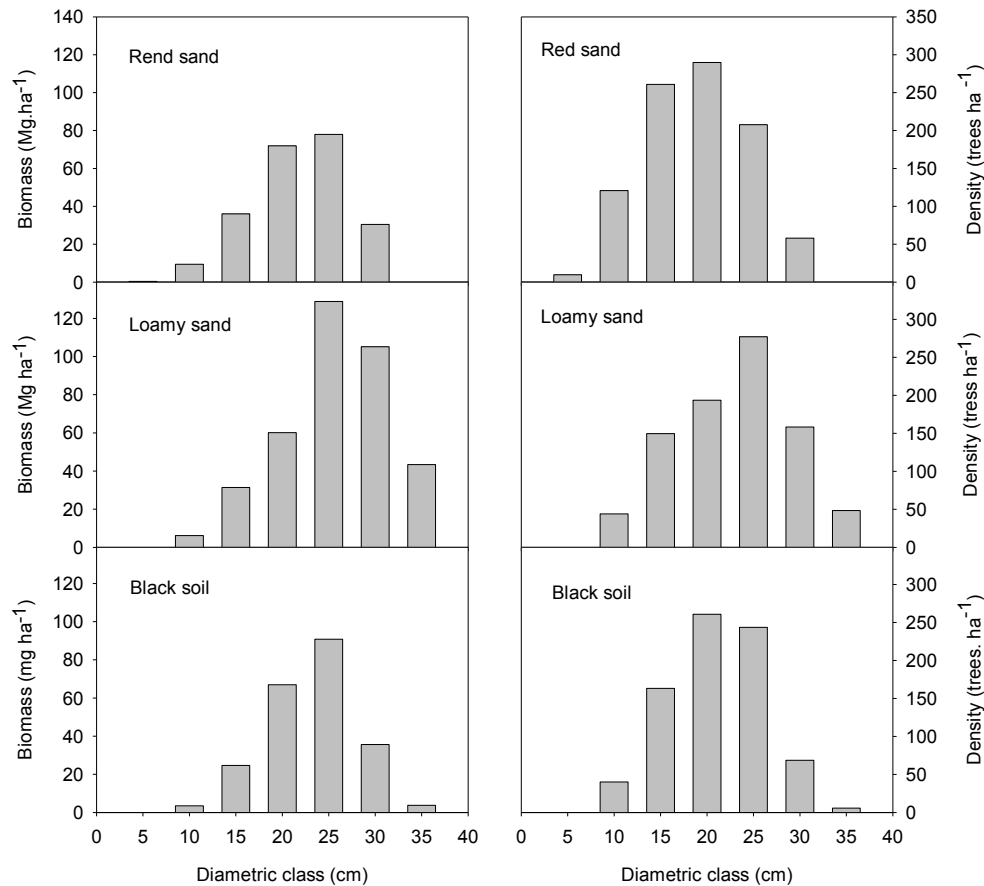 140
120
100
80
60
40
20
0
Biomass (Mg.ha⁻¹)
Rend sand
350
300
250
200
150
100
50
0
Density (trees ha⁻¹)
Red sand
120
100
80
60
40
20
0
Biomass (Mg ha⁻¹)
Loamy sand
300
250
200
150
100
50
0
Density (tress ha⁻¹)
Loamy sand
120
100
80
60
40
20
0
Biomass (mg ha⁻¹)
Black soil
300
250
200
150
100
50
0
Density (trees. ha⁻¹)
Black soil
0 5 10 15 20 25 30 35
Diametric class (cm)
0 5 10 15 20 25 30 35 40
Diametric class (cm)